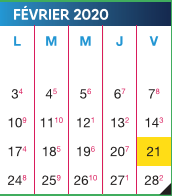 FÉVRIER 2020
L M M J V
3⁴ 4⁵ 5⁶ 6⁷ 7⁸
10⁹ 11¹⁰ 12¹ 13² 14³
17⁴ 18⁵ 19⁶ 20⁷ 21
24⁸ 25⁹ 26¹⁰ 27¹ 28²